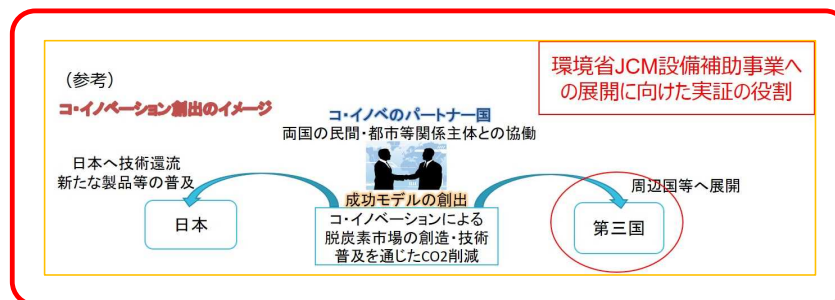 （参考）
コ・イノベーション創出のイメージ
環境省JCM設備補助事業へ
の展開に向けた実証の役割
コ・イノベのパートナー国
両国の民間・都市等関係主体との協働
日本へ技術還流
新たな製品等の普及
周辺国等へ展開
成功モデルの創出
日本
コ・イノベーションによる
脱炭素市場の創造・技術
普及を通じたCO2削減
第三国